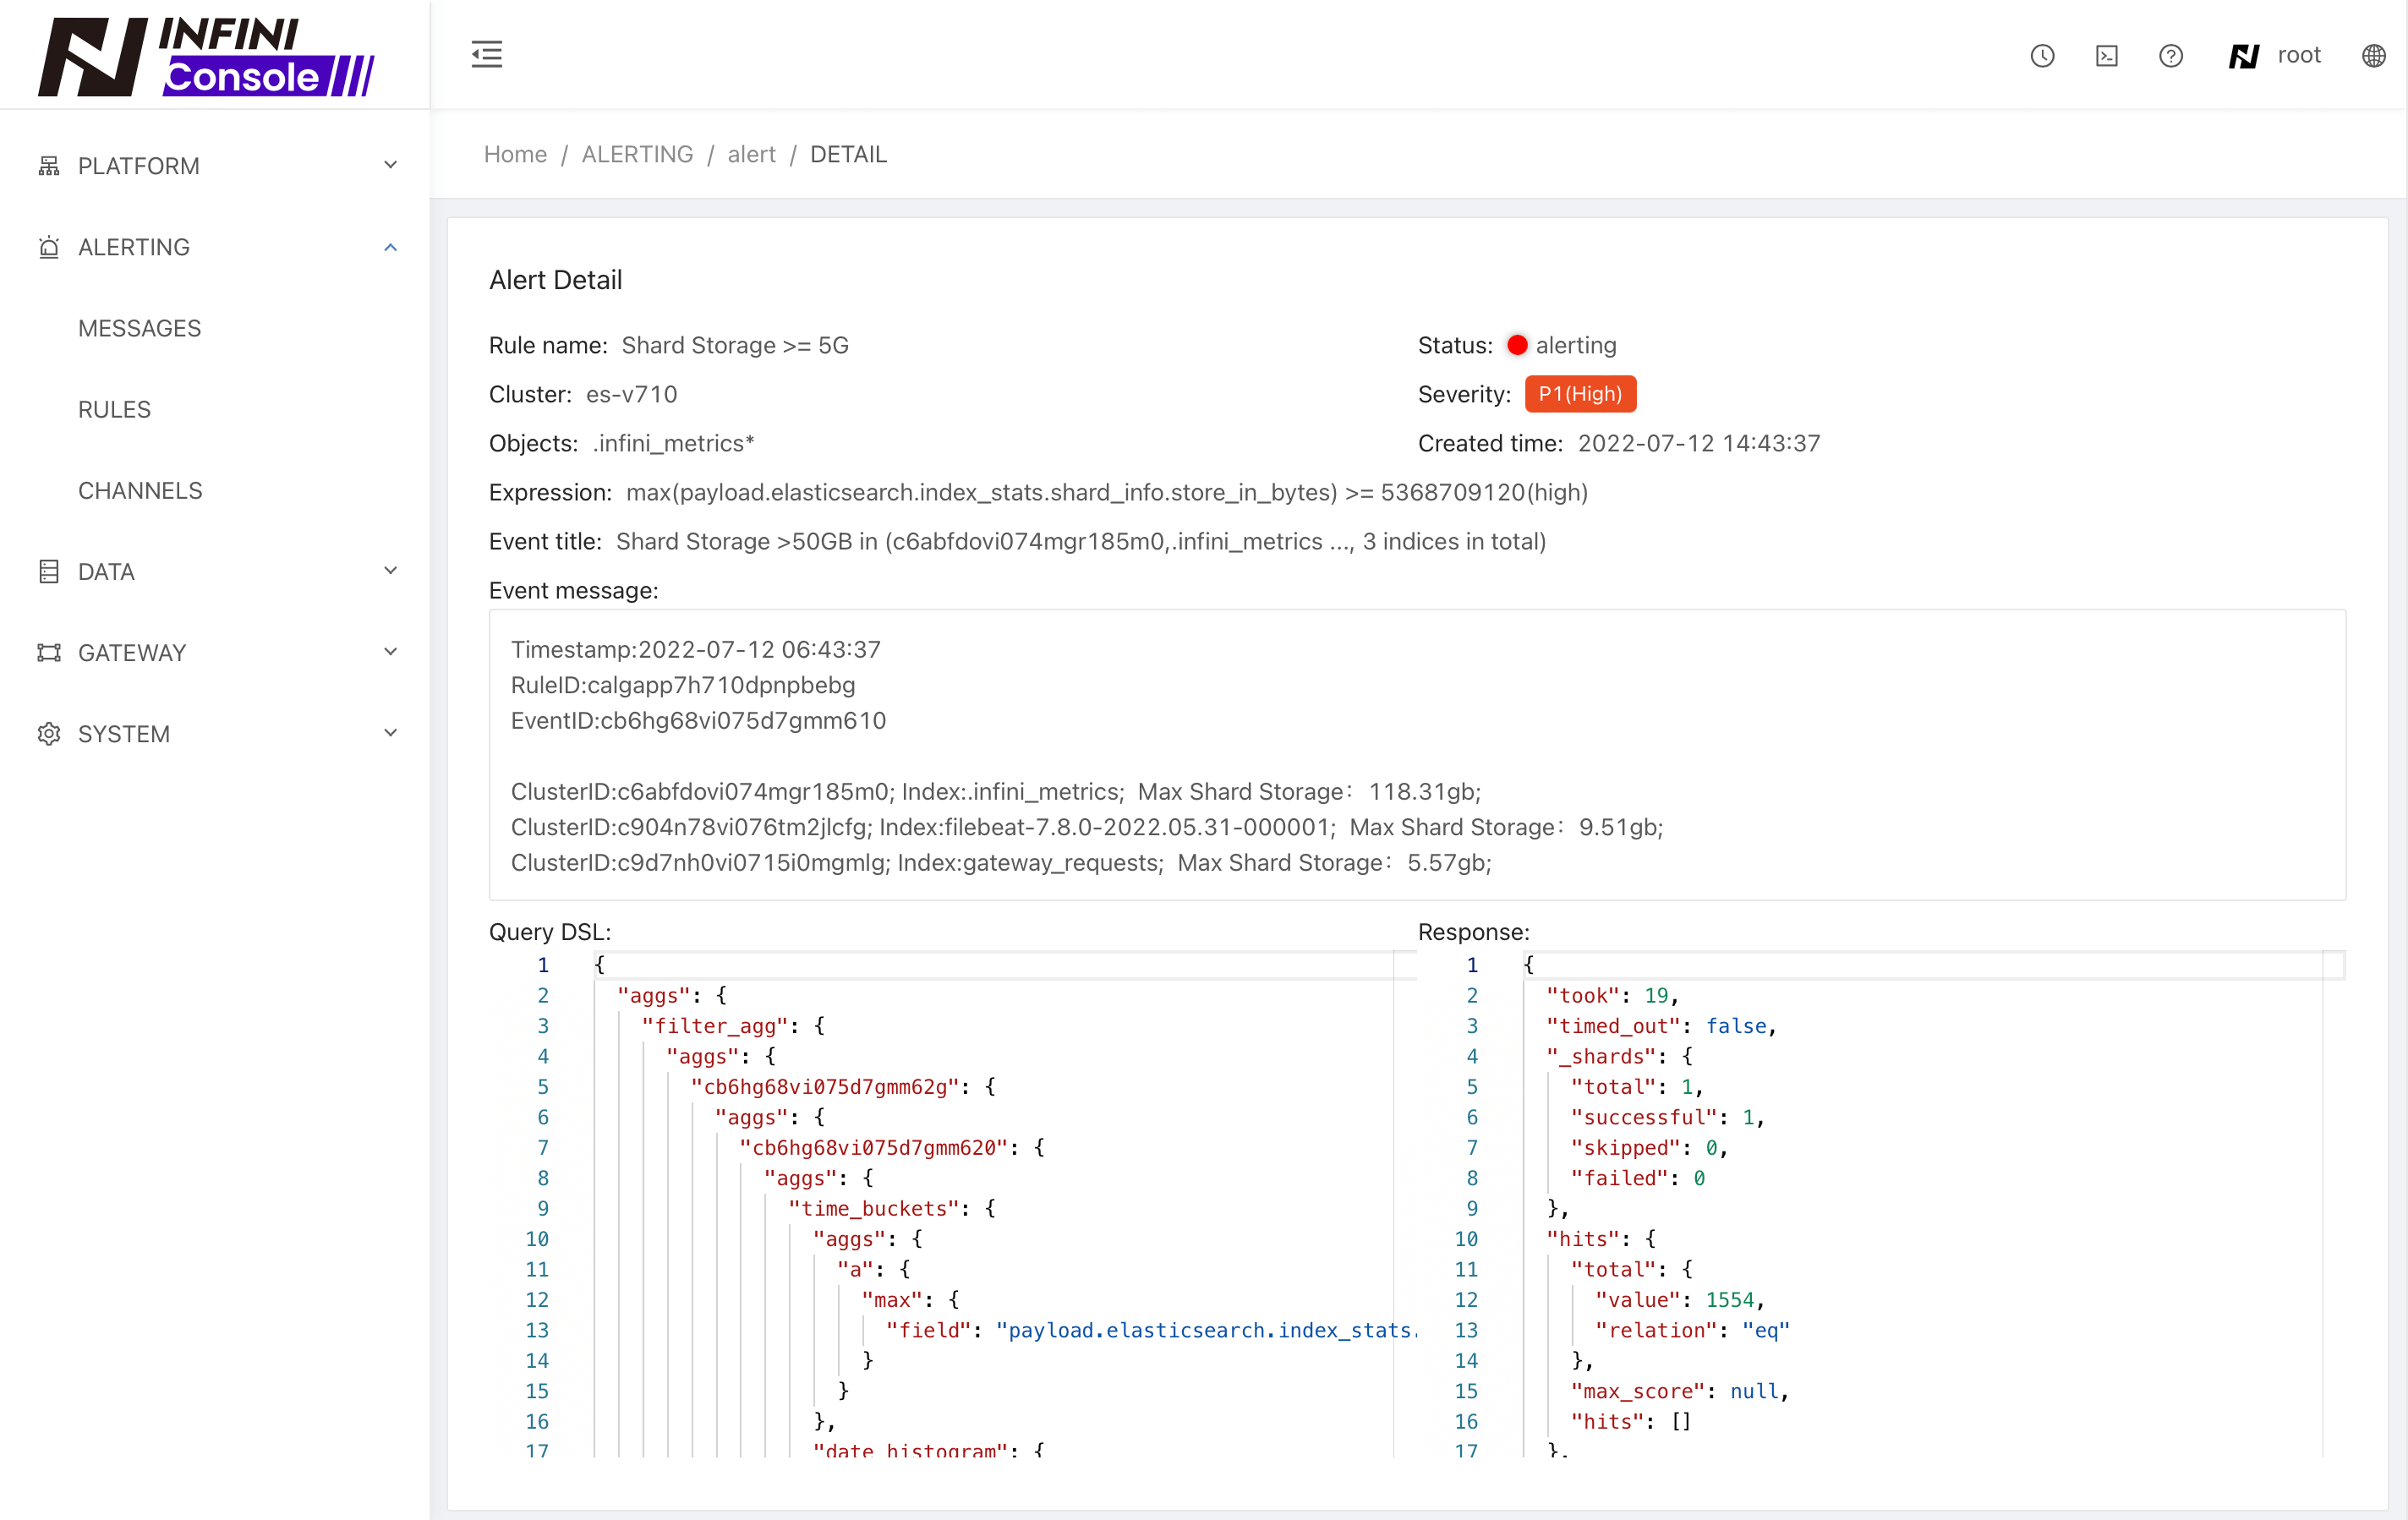 INFINI
Console
root
PLATFORM
ALERTING
MESSAGES
RULES
CHANNELS
DATA
GATEWAY
SYSTEM
Home / ALERTING / alert / DETAIL
Alert Detail
Rule name: Shard Storage >= 5G
Status: alerting
Cluster: es-v710
Severity: P1(High)
Objects: .infini_metrics*
Created time: 2022-07-12 14:43:37
Expression: max(payload.elasticsearch.index_stats.shard_info.store_in_bytes) >= 5368709120(high)
Event title: Shard Storage >50GB in (c6abfdovi074mgr185m0,.infini_metrics ..., 3 indices in total)
Event message:
Timestamp:2022-07-12 06:43:37
RuleID:calgapp7h710dpnpbebg
EventID:cb6hg68vi075d7gmm610
ClusterID:c6abfdovi074mgr185m0; Index:.infini_metrics; Max Shard Storage：118.31gb;
ClusterID:c904n78vi076tm2jlcfg; Index:filebeat-7.8.0-2022.05.31-000001; Max Shard Storage：9.51gb;
ClusterID:c9d7nh0vi0715i0mgmlg; Index:gateway_requests; Max Shard Storage：5.57gb;
Query DSL:
1 {
2 "aggs": {
3 "filter_agg": {
4 "aggs": {
5 "cb6hg68vi075d7gmm62g": {
6 "aggs": {
7 "cb6hg68vi075d7gmm620": {
8 "aggs": {
9 "time_buckets": {
10 "aggs": {
11 "a": {
12 "max": {
13 "field": "payload.elasticsearch.index_stats.
14 }
15 }
16 },
17 "date_histogram": {
Response:
1 {
2 "took": 19,
3 "timed_out": false,
4 "_shards": {
5 "total": 1,
6 "successful": 1,
7 "skipped": 0,
8 "failed": 0
9 },
10 "hits": {
11 "total": {
12 "value": 1554,
13 "relation": "eq"
14 },
15 "max_score": null,
16 "hits": []
17 },